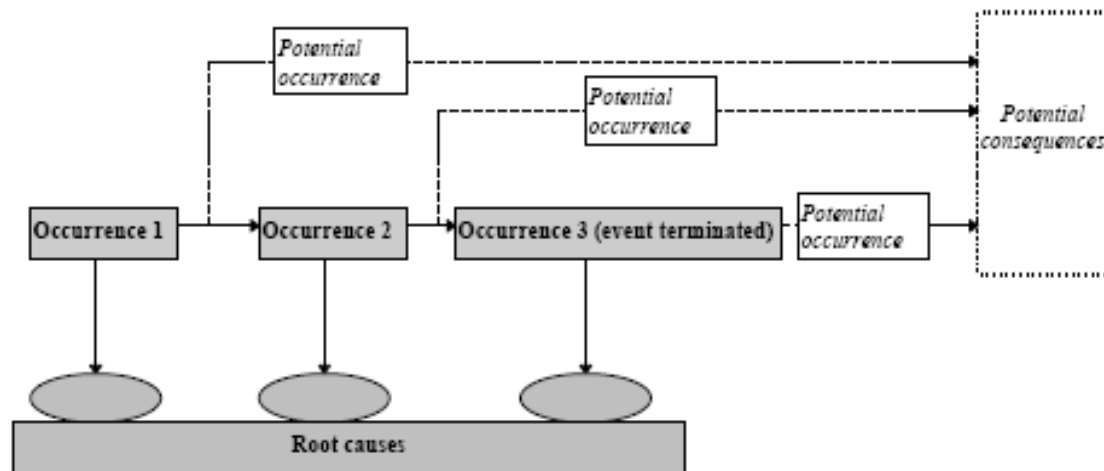 Potential
occurrence
Potential
occurrence
Potential
consequences
Occurrence 1
Occurrence 2
Occurrence 3 (event terminated)
Potential
occurrence
Root causes